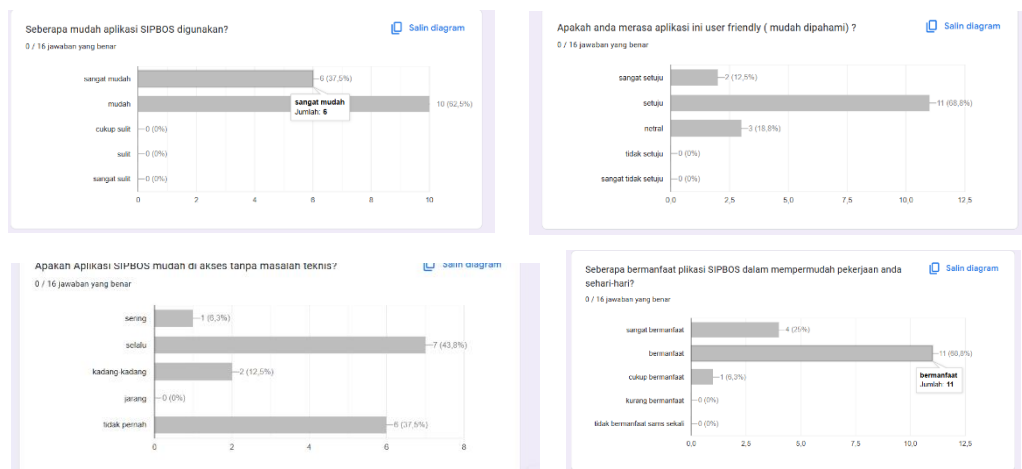 Seberapa mudah aplikasi SIPBOS digunakan?
Salin diagram
0 / 16 jawaban yang benar
sangat mudah
6 (37,5%)
mudah
10 (62,5%)
sangat mudah
Jumlah: 6
cukup sulit
0 (0%)
sulit
0 (0%)
sangat sulit
0 (0%)
0 2 4 6 8 10
Apakah anda merasa aplikasi ini user friendly ( mudah dipahami) ?
Salin diagram
0 / 16 jawaban yang benar
sangat setuju
2 (12,5%)
setuju
11 (68,8%)
netral
3 (18,8%)
tidak setuju
0 (0%)
sangat tidak setuju
0 (0%)
0,0 2,5 5,0 7,5 10,0 12,5
Apakah Aplikasi SIPBOS mudah di akses tanpa masalah teknis?
Salin diagram
0 / 16 jawaban yang benar
sering
1 (6,3%)
selalu
7 (43,8%)
kadang-kadang
2 (12,5%)
jarang
0 (0%)
tidak pernah
6 (37,5%)
0 2 4 6 8
Seberapa bermanfaat plikasi SIPBOS dalam mempermudah pekerjaan anda
sehari-hari?
Salin diagram
0 / 16 jawaban yang benar
sangat bermanfaat
4 (25%)
bermanfaat
11 (68,8%)
cukup bermanfaat
1 (6,3%)
bermanfaat
Jumlah: 11
kurang bermanfaat
0 (0%)
tidak bermanfaat sama sekali
0 (0%)
0,0 2,5 5,0 7,5 10,0 12,5